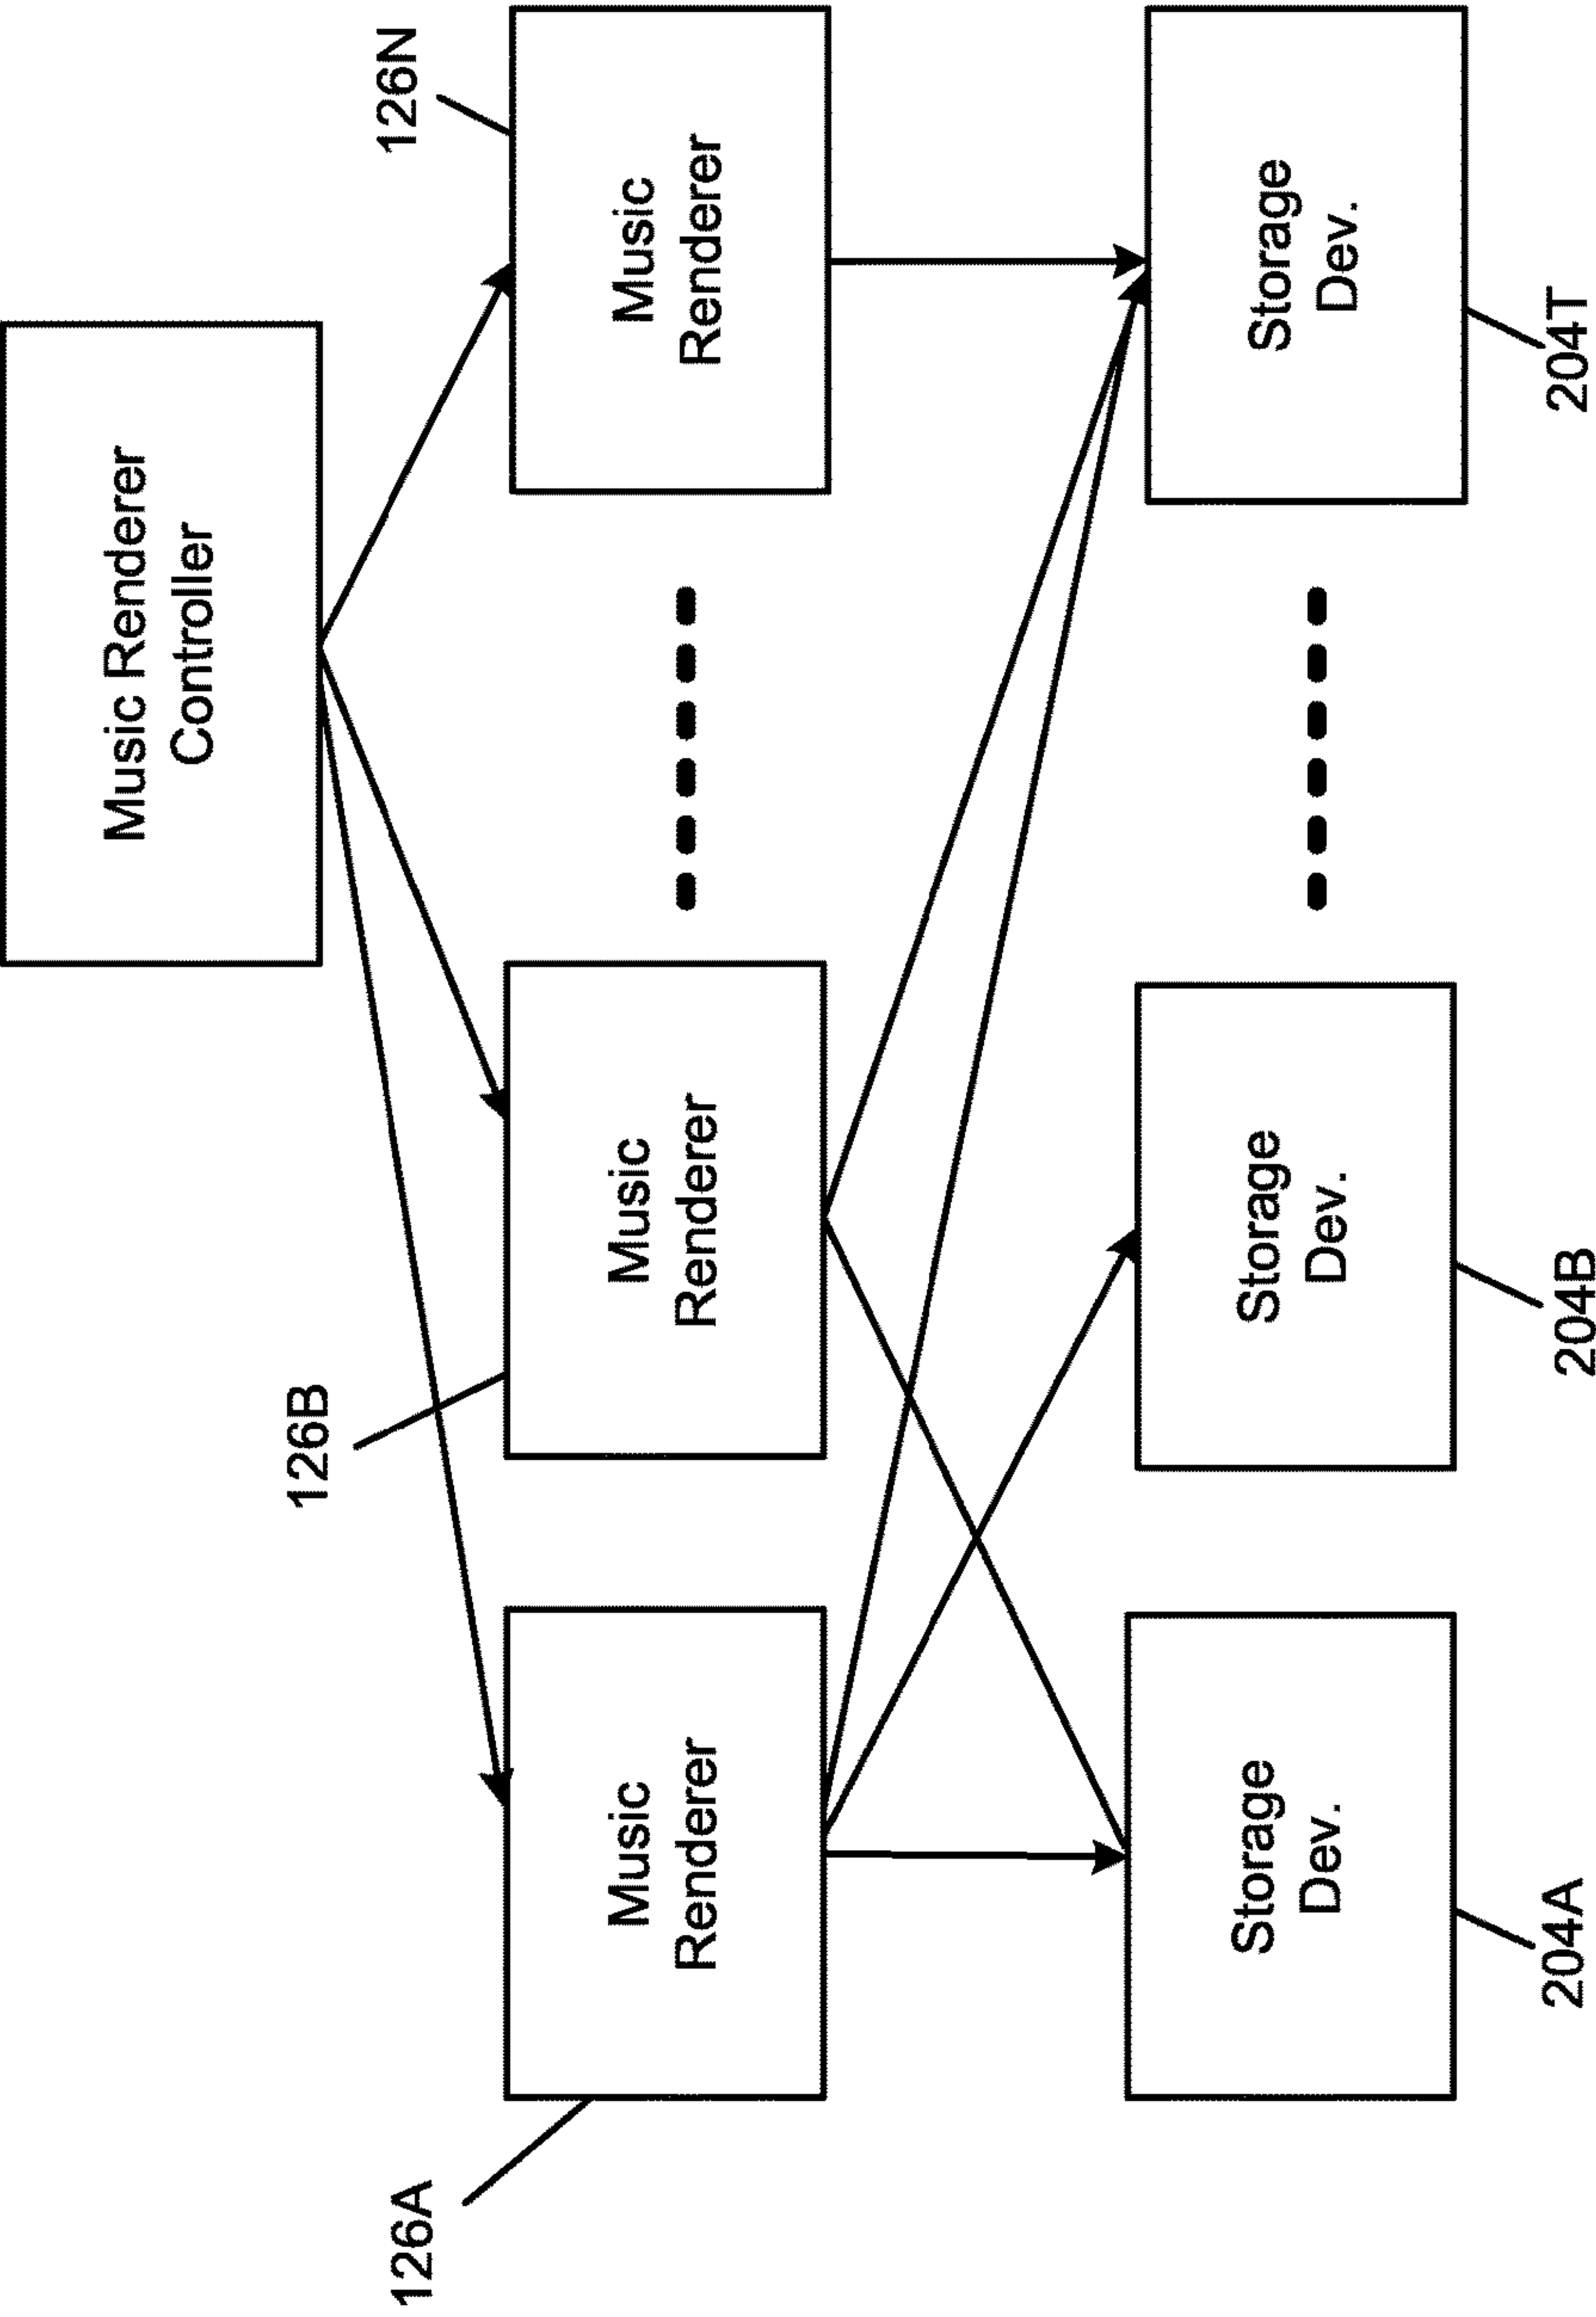 Music Renderer
Controller
126A
126B
126N
Music
Renderer
Music
Renderer
Music
Renderer
Storage
Dev.
Storage
Dev.
Storage
Dev.
204A
204B
204T